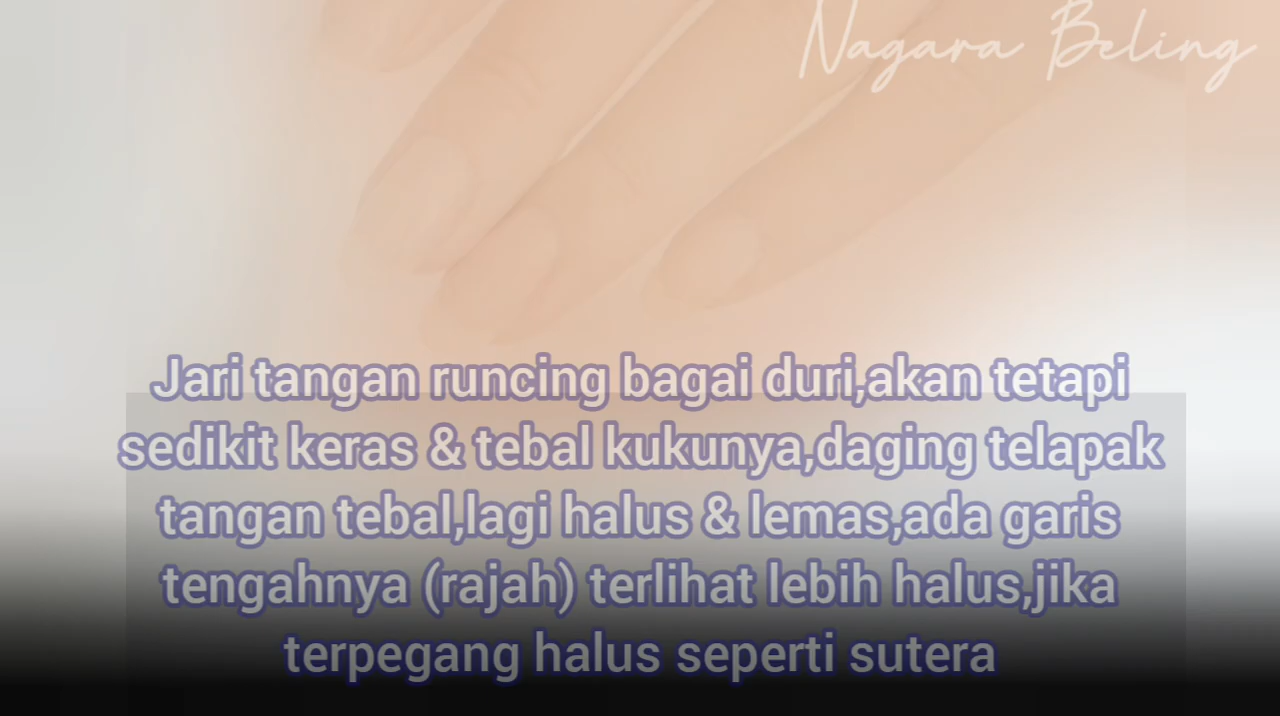 Nagara Beling
Jari tangan runcing bagai duri,akan tetapi
sedikit keras & tebal kukunya,daging telapak
tangan tebal,lagi halus & lemas,ada garis
tengahnya (rajah) terlihat lebih halus,jika
terpegang halus seperti sutera